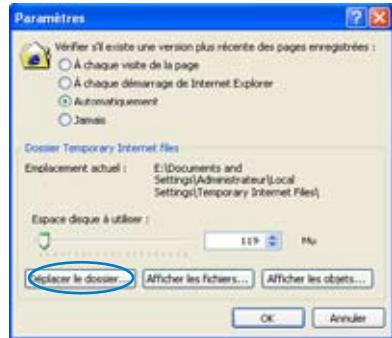 Paramètres
Vérifier s'il existe une version plus récente des pages enregistrées :
À chaque visite de la page
À chaque démarrage de Internet Explorer
Automatiquement
Jamais
Dossier Temporary Internet files
Emplacement actuel : E:\Documents and
Settings\Administrateur\Local
Settings\Temporary Internet Files\
Espace disque à utiliser :
119 Mo
Déplacer le dossier... Afficher les fichiers... Afficher les objets...
OK Annuler